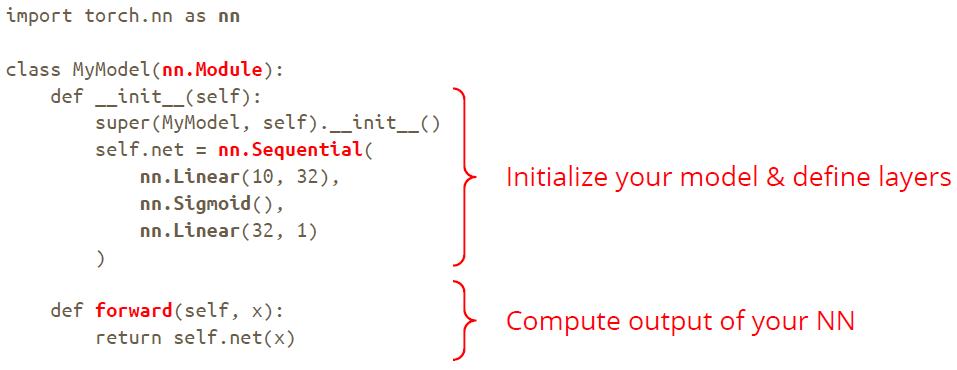 import torch.nn as nn
class MyModel(nn.Module):
    def __init__(self):
        super(MyModel, self).__init__()
        self.net = nn.Sequential(
            nn.Linear(10, 32),
            nn.Sigmoid(),
            nn.Linear(32, 1)
        )
Initialize your model & define layers
    def forward(self, x):
        return self.net(x)
Compute output of your NN